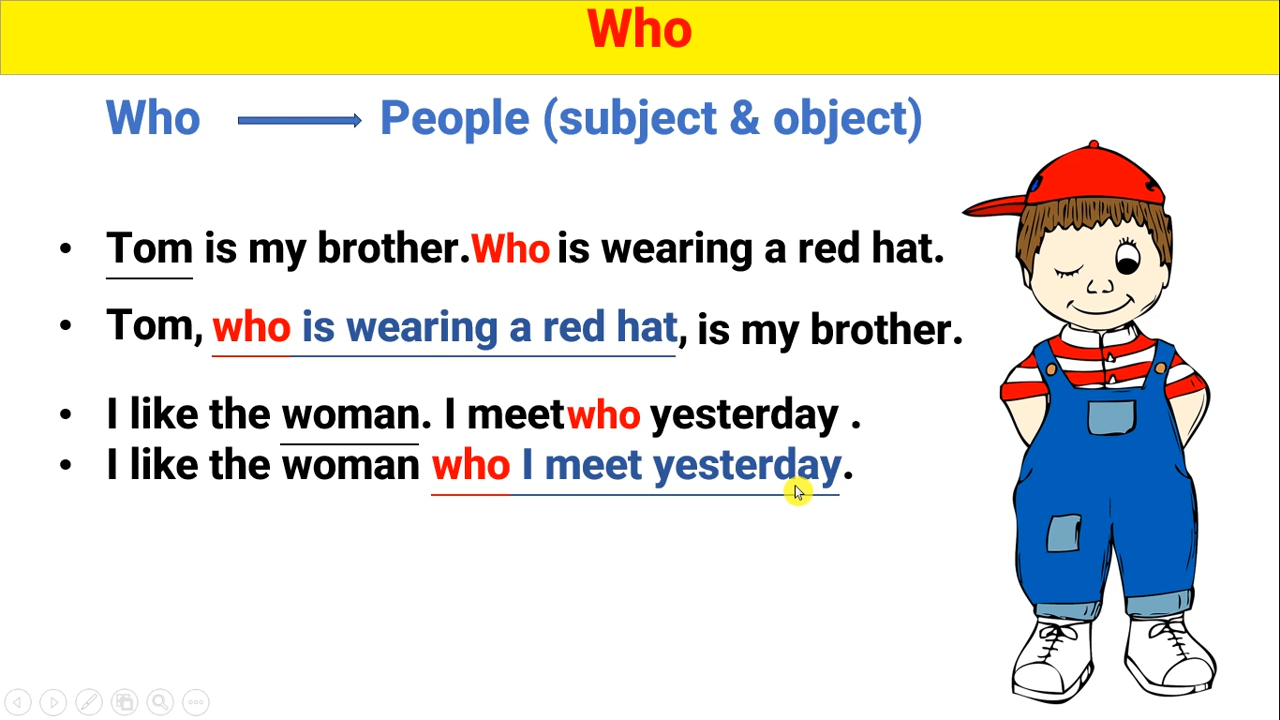 Who
Who People (subject & object)
• Tom is my brother.Who is wearing a red hat.
• Tom, who is wearing a red hat, is my brother.
• I like the woman. I meetwho yesterday .
• I like the woman who I meet yesterday.